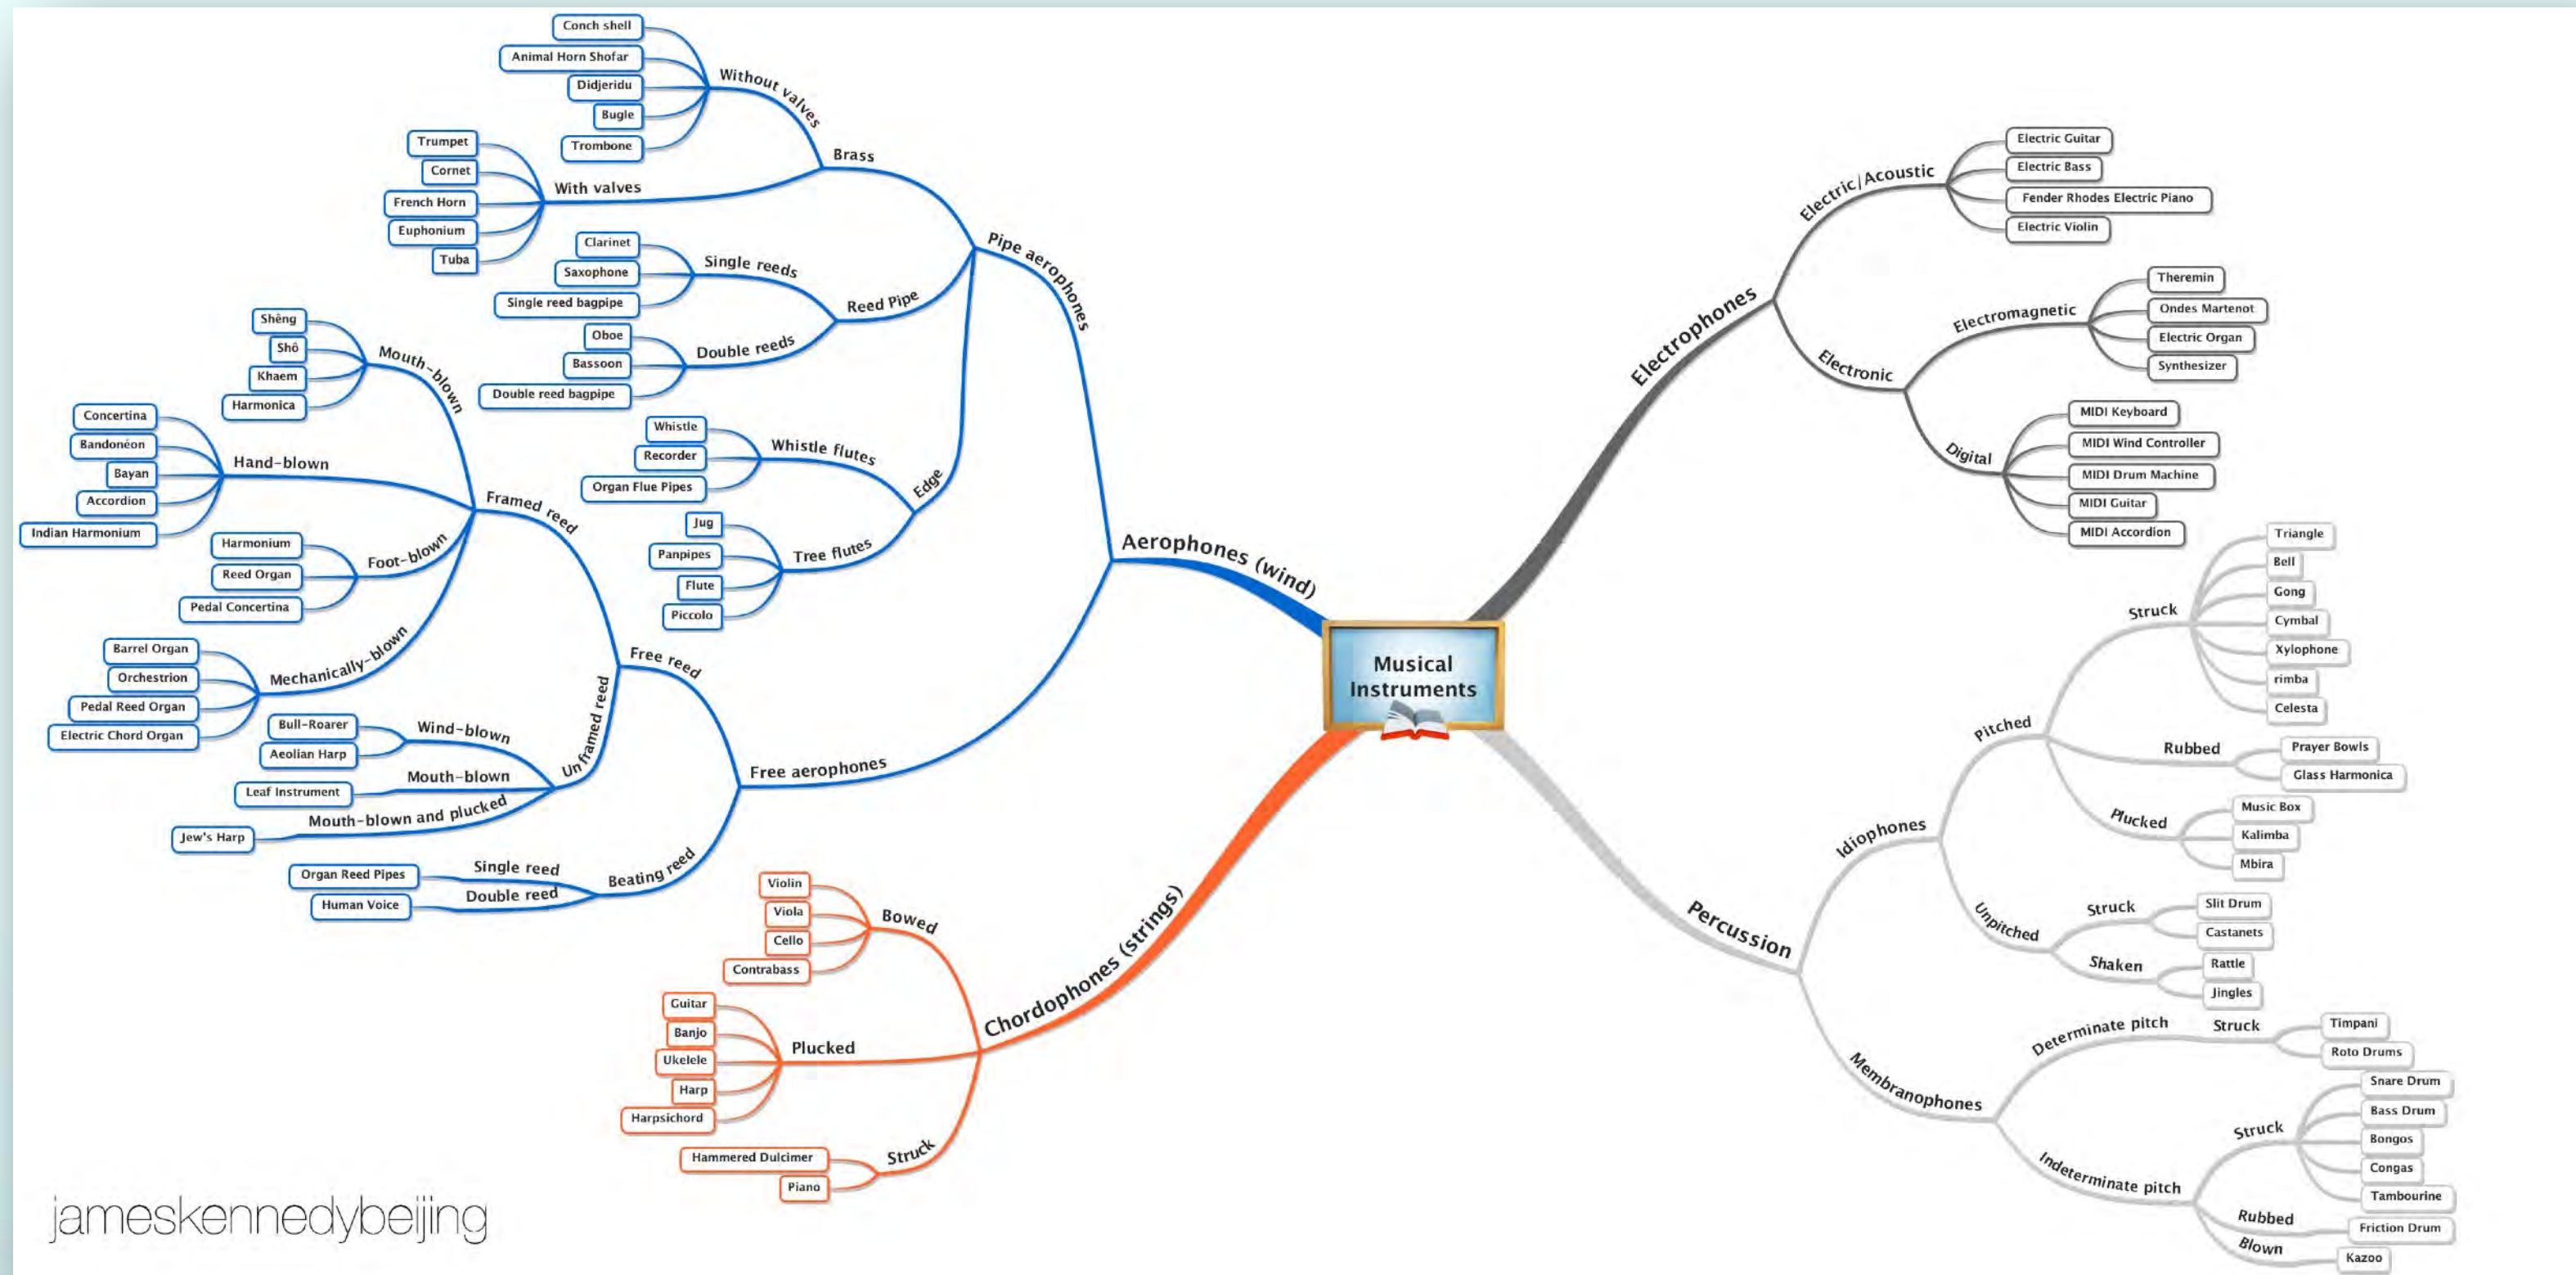 Musical
Instruments
Aerophones (wind)
Pipe aerophones
Brass
Without valves
Conch shell
Animal Horn Shofar
Didjeridu
Bugle
Trombone
With valves
Trumpet
Cornet
French Horn
Euphonium
Tuba
Reed Pipe
Single reeds
Clarinet
Saxophone
Single reed bagpipe
Double reeds
Oboe
Bassoon
Double reed bagpipe
Edge
Whistle flutes
Whistle
Recorder
Organ Flue Pipes
Tree flutes
Jug
Panpipes
Flute
Piccolo
Free aerophones
Free reed
Framed reed
Mouth-blown
Shêng
Shô
Khaem
Harmonica
Hand-blown
Concertina
Bandonéon
Bayan
Accordion
Indian Harmonium
Foot-blown
Harmonium
Reed Organ
Pedal Concertina
Mechanically-blown
Barrel Organ
Orchestrion
Pedal Reed Organ
Electric Chord Organ
Unframed reed
Wind-blown
Bull-Roarer
Aeolian Harp
Mouth-blown
Leaf Instrument
Mouth-blown and plucked
Jew's Harp
Beating reed
Single reed
Organ Reed Pipes
Double reed
Human Voice
Chordophones (strings)
Bowed
Violin
Viola
Cello
Contrabass
Plucked
Guitar
Banjo
Ukelele
Harp
Harpsichord
Struck
Hammered Dulcimer
Piano
Electrophones
Electric/Acoustic
Electric Guitar
Electric Bass
Fender Rhodes Electric Piano
Electric Violin
Electronic
Electromagnetic
Theremin
Ondes Martenot
Electric Organ
Synthesizer
Digital
MIDI Keyboard
MIDI Wind Controller
MIDI Drum Machine
MIDI Guitar
MIDI Accordion
Percussion
Idiophones
Pitched
Struck
Triangle
Bell
Gong
Cymbal
Xylophone
rimba
Celesta
Rubbed
Prayer Bowls
Glass Harmonica
Plucked
Music Box
Kalimba
Mbira
Unpitched
Struck
Slit Drum
Castanets
Shaken
Rattle
Jingles
Membranophones
Determinate pitch
Struck
Timpani
Roto Drums
Indeterminate pitch
Struck
Snare Drum
Bass Drum
Bongos
Congas
Tambourine
Rubbed
Friction Drum
Blown
Kazoo
jameskennedybeijing